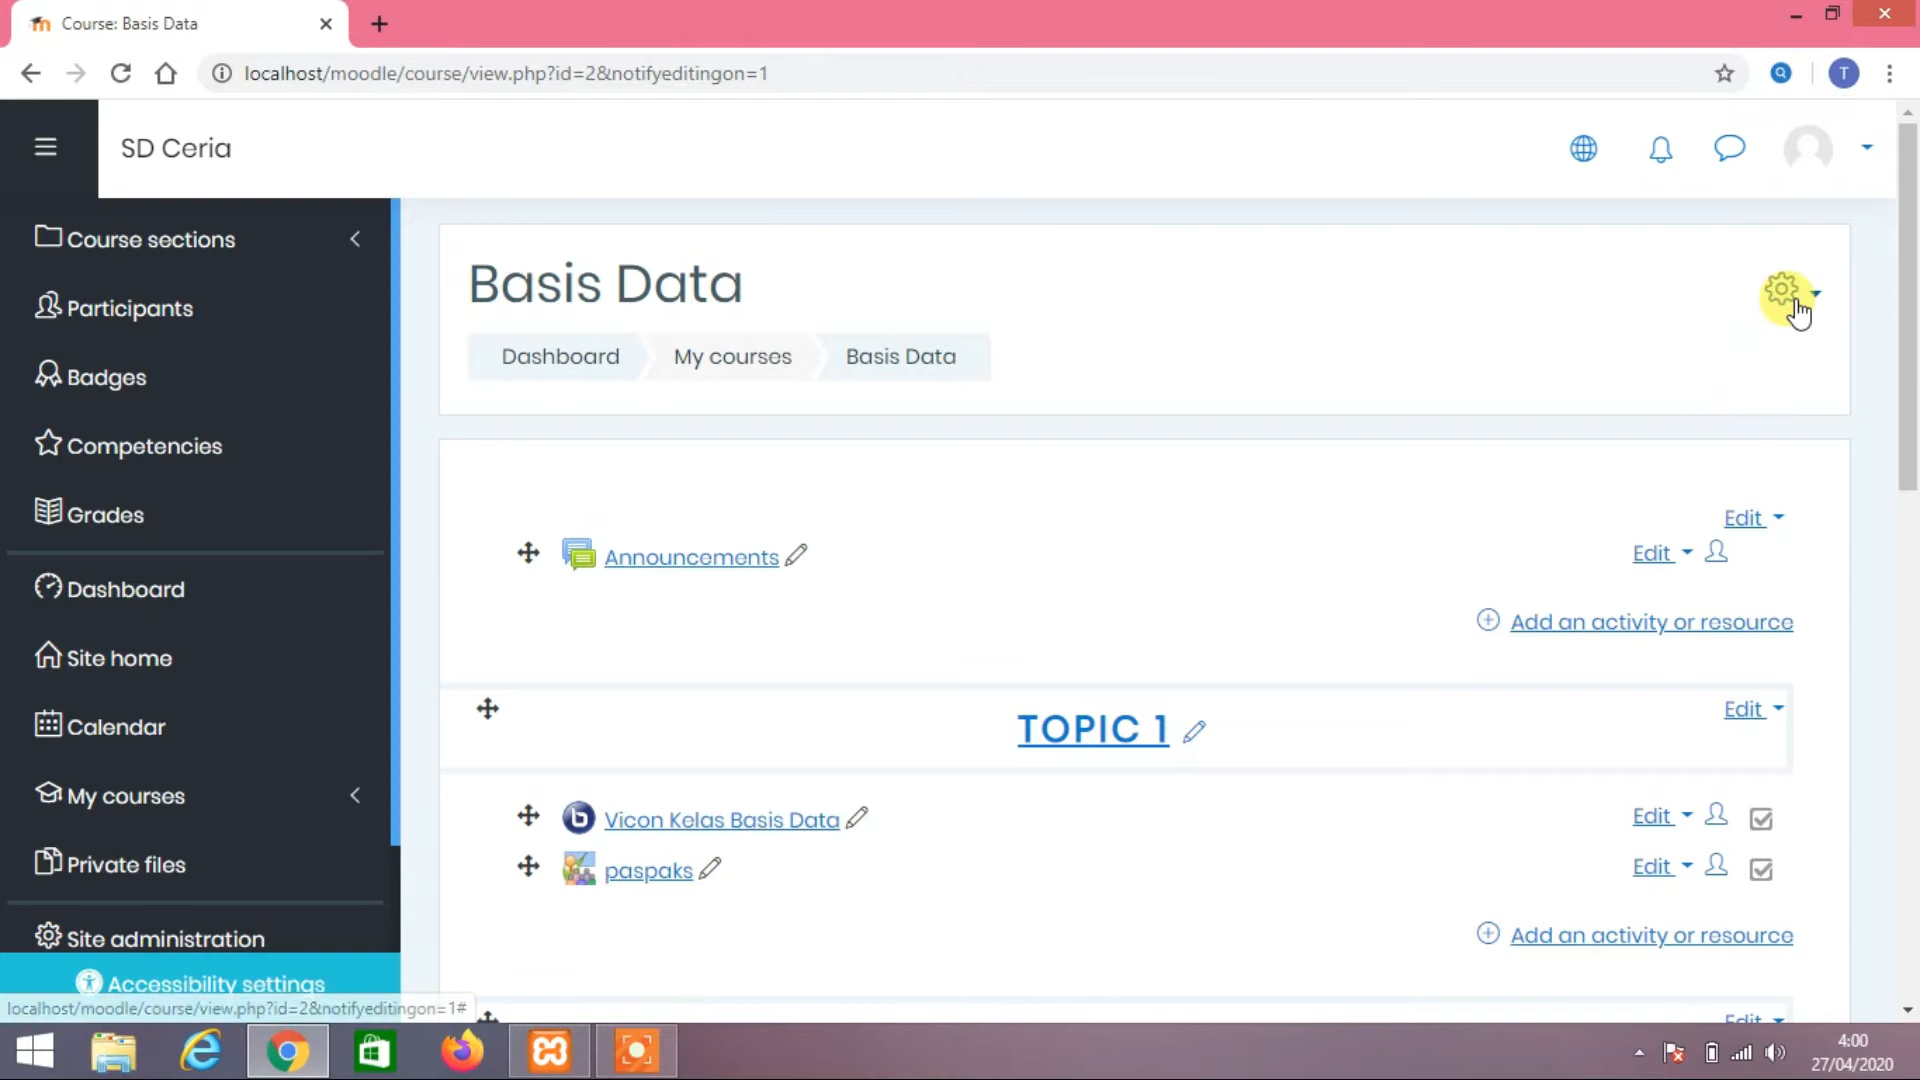 Course: Basis Data
localhost/moodle/course/view.php?id=2&notifyeditingon=1
T
SD Ceria
Course sections
Participants
Badges
Competencies
Grades
Dashboard
Site home
Calendar
My courses
Private files
Site administration
Accessibility settings
localhost/moodle/course/view.php?id=2&notifyeditingon=1#
Basis Data
Dashboard
My courses
Basis Data
Edit
Announcements
Edit
Add an activity or resource
TOPIC 1
Edit
Vicon Kelas Basis Data
Edit
paspaks
Edit
Add an activity or resource
Edit
4:00
27/04/2020